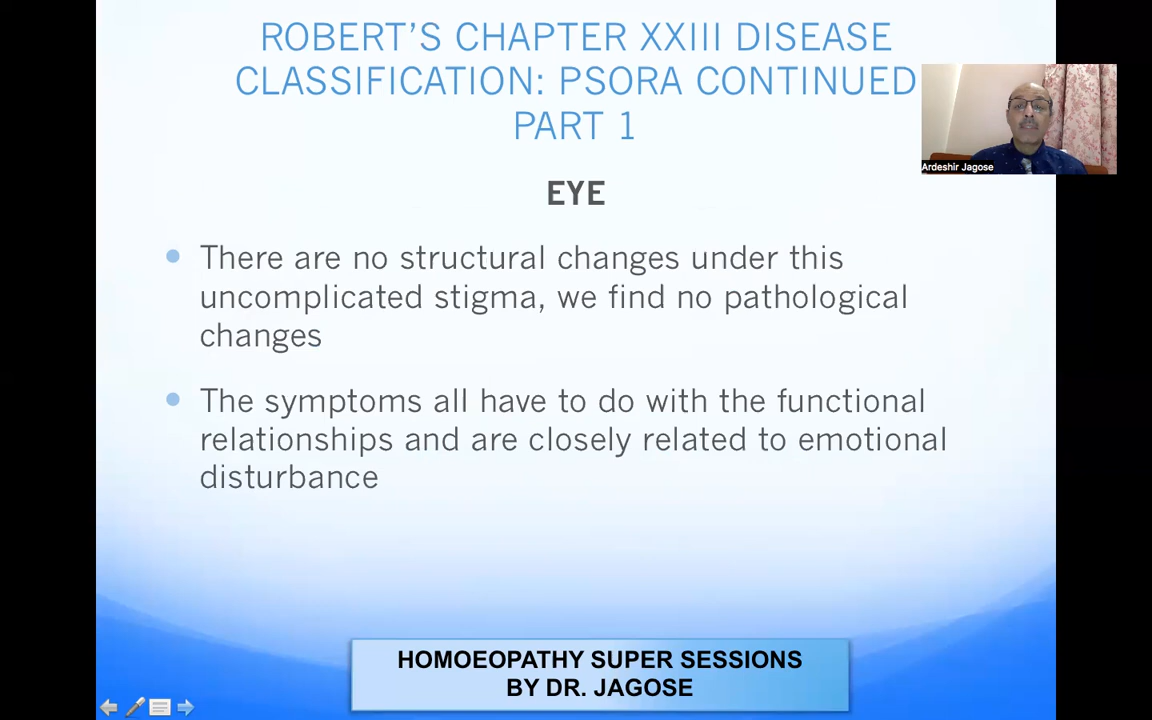 ROBERT'S CHAPTER XXIII DISEASE
CLASSIFICATION: PSORA CONTINUED
PART 1
Ardeshir Jagose
EYE
There are no structural changes under this
uncomplicated stigma, we find no pathological
changes
The symptoms all have to do with the functional
relationships and are closely related to emotional
disturbance
HOMOEOPATHY SUPER SESSIONS
BY DR. JAGOSE